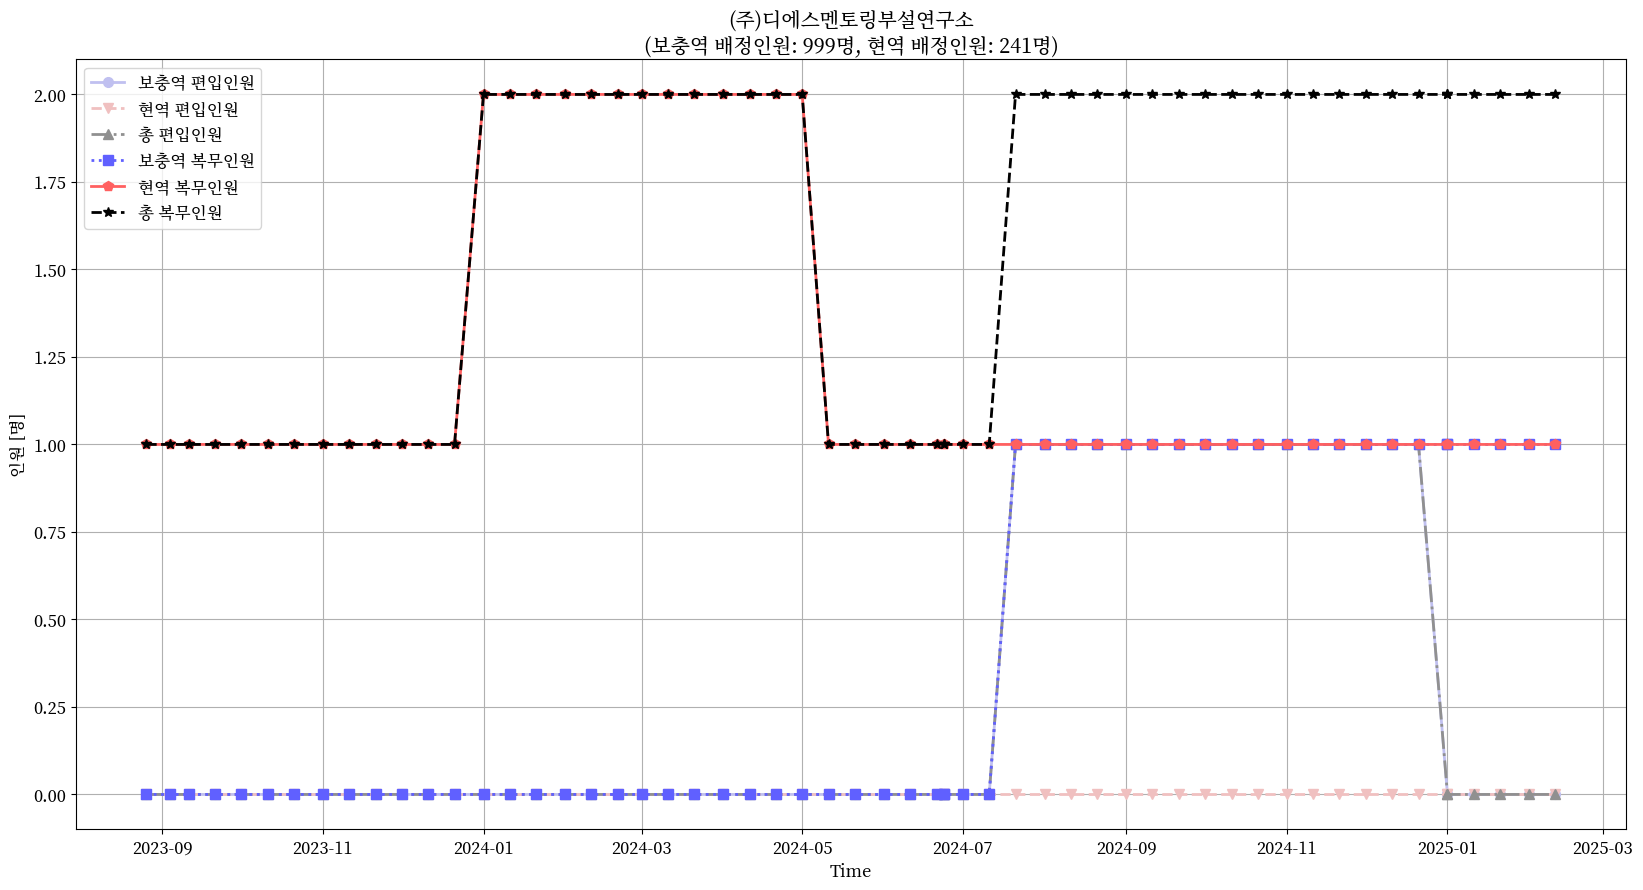 (주)디에스멘토링부설연구소
(보충역 배정인원: 999명, 현역 배정인원: 241명)
보충역 편입인원
현역 편입인원
총 편입인원
보충역 복무인원
현역 복무인원
총 복무인원
2.00
1.75
1.50
1.25
1.00
0.75
0.50
0.25
0.00
인원 [명]
2023-09
2023-11
2024-01
2024-03
2024-05
2024-07
2024-09
2024-11
2025-01
2025-03
Time